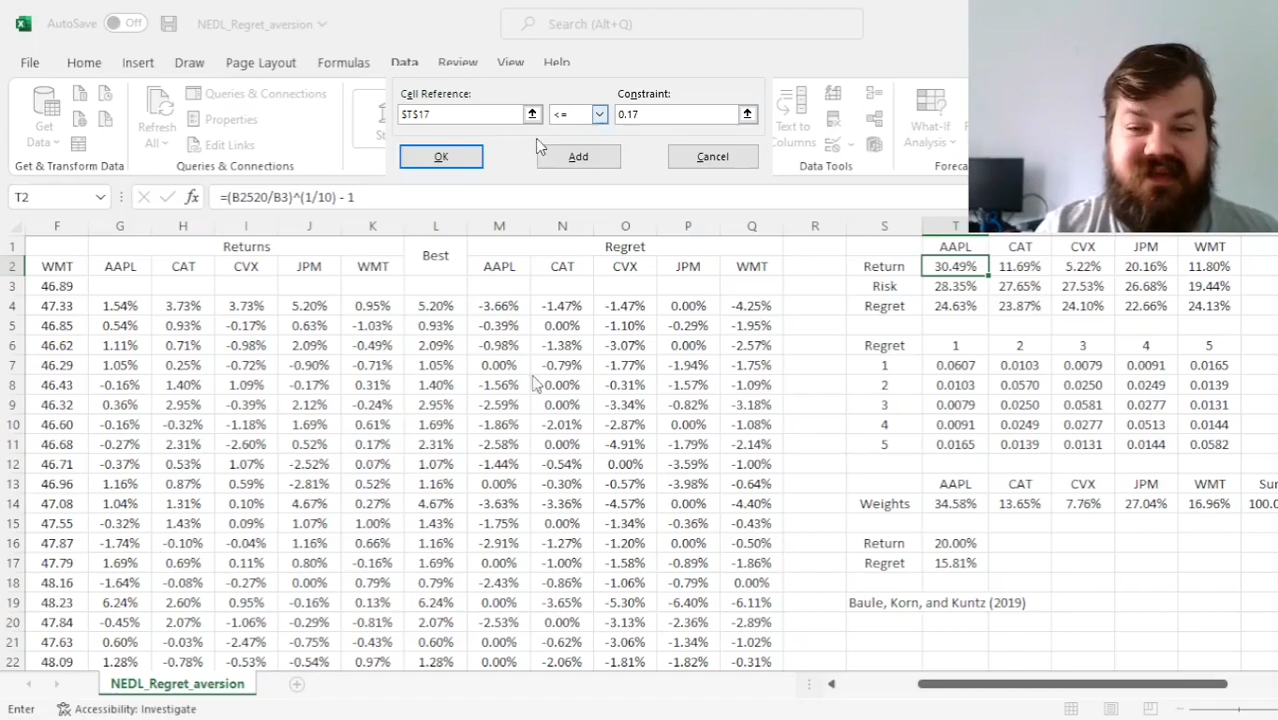 AutoSave Off NEDL_Regret_aversion Search (Alt+Q)
File Home Insert Draw Page Layout Formulas Data Review View Help
Cell Reference: Constraint:
$T$17 <= 0.17
OK Add Cancel
Get Data Refresh All Queries & Connections Properties Edit Links Text to Columns What-If Analysis
Get & Transform Data Queries & Connections Data Tools
T2 fx =(B2520/B3)^(1/10) - 1
F G H I J K L M N O P Q R S T U V W
1 Returns Best Regret AAPL CAT CVX JPM WMT
2 WMT AAPL CAT CVX JPM WMT AAPL CAT CVX JPM WMT Return 30.49% 11.69% 5.22% 20.16% 11.80%
3 46.89 Risk 28.35% 27.65% 27.53% 26.68% 19.44%
4 47.33 1.54% 3.73% 3.73% 5.20% 0.95% 5.20% -3.66% -1.47% -1.47% 0.00% -4.25% Regret 24.63% 23.87% 24.10% 22.66% 24.13%
5 46.85 0.54% 0.93% -0.17% 0.63% -1.03% 0.93% -0.39% 0.00% -1.10% -0.29% -1.95%
6 46.62 1.11% 0.71% -0.98% 2.09% -0.49% 2.09% -0.98% -1.38% -3.07% 0.00% -2.57% Regret 1 2 3 4 5
7 46.29 1.05% 0.25% -0.72% -0.90% -0.71% 1.05% 0.00% -0.79% -1.77% -1.94% -1.75% 1 0.0607 0.0103 0.0079 0.0091 0.0165
8 46.43 -0.16% 1.40% 1.09% -0.17% 0.31% 1.40% -1.56% 0.00% -0.31% -1.57% -1.09% 2 0.0103 0.0570 0.0250 0.0249 0.0139
9 46.32 0.36% 2.95% -0.39% 2.12% -0.24% 2.95% -2.59% 0.00% -3.34% -0.82% -3.18% 3 0.0079 0.0250 0.0581 0.0277 0.0131
10 46.60 -0.16% -0.32% -1.18% 1.69% 0.61% 1.69% -1.86% -2.01% -2.87% 0.00% -1.08% 4 0.0091 0.0249 0.0277 0.0513 0.0144
11 46.68 -0.27% 2.31% -2.60% 0.52% 0.17% 2.31% -2.58% 0.00% -4.91% -1.79% -2.14% 5 0.0165 0.0139 0.0131 0.0144 0.0582
12 46.71 -0.37% 0.53% 1.07% -2.52% 0.07% 1.07% -1.44% -0.54% 0.00% -3.59% -1.00%
13 46.96 1.16% 0.87% 0.59% -2.81% 0.52% 1.16% 0.00% -0.30% -0.57% -3.98% -0.64% AAPL CAT CVX JPM WMT
14 47.08 1.04% 1.31% 0.10% 4.67% 0.27% 4.67% -3.63% -3.36% -4.57% 0.00% -4.40% Weights 34.58% 13.65% 7.76% 27.04% 16.96%
15 47.55 -0.32% 1.43% 0.09% 1.07% 1.00% 1.43% -1.75% 0.00% -1.34% -0.36% -0.43%
16 47.87 -1.74% -0.10% -0.04% 1.16% 0.66% 1.16% -2.91% -1.27% -1.20% 0.00% -0.50% Return 20.00%
17 47.79 1.69% 0.69% 0.11% 0.80% -0.16% 1.69% 0.00% -1.00% -1.58% -0.89% -1.86% Regret 15.81%
18 48.16 -1.64% -0.08% -0.27% 0.00% 0.79% 0.79% -2.43% -0.86% -1.06% -0.79% 0.00%
19 48.23 6.24% 2.60% 0.95% -0.16% 0.13% 6.24% 0.00% -3.65% -5.30% -6.40% -6.11% Baule, Korn, and Kuntz (2019)
20 47.84 -0.45% 2.07% -1.06% -0.29% -0.81% 2.07% -2.53% 0.00% -3.13% -2.36% -2.89%
21 47.63 0.60% -0.03% -2.47% -0.75% -0.43% 0.60% 0.00% -0.62% -3.06% -1.34% -1.02%
22 48.09 1.28% -0.78% -0.53% -0.54% 0.97% 1.28% 0.00% -2.06% -1.81% -1.82% -0.31%
NEDL_Regret_aversion
Enter Accessibility: Investigate